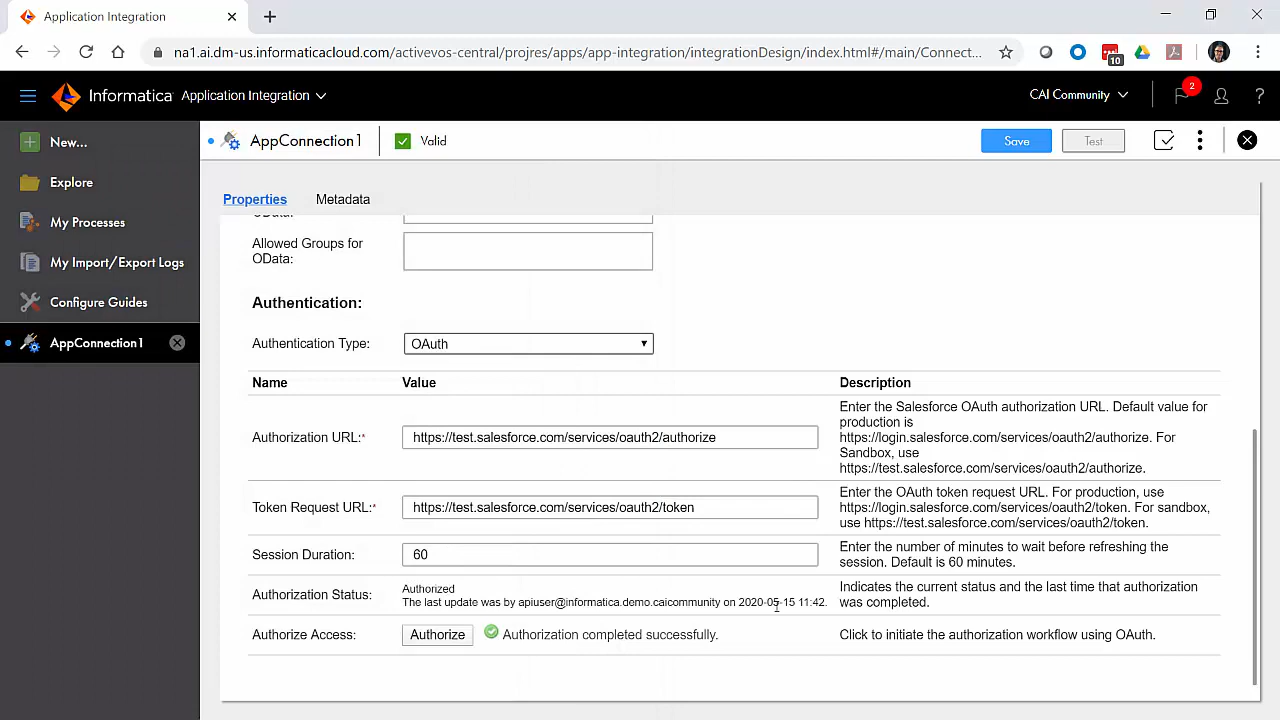 Application Integration
na1.ai.dm-us.informaticacloud.com/activevos-central/projres/apps/app-integration/integrationDesign/index.html#/main/Connect...
10
Informatica Application Integration
CAI Community
2
?
New...
Explore
My Processes
My Import/Export Logs
Configure Guides
AppConnection1
AppConnection1
Valid
Save
Test
Properties
Metadata
OData:
Allowed Groups for
OData:
Authentication:
Authentication Type:
OAuth
Name
Value
Description
Authorization URL:*
https://test.salesforce.com/services/oauth2/authorize
Enter the Salesforce OAuth authorization URL. Default value for
production is
https://login.salesforce.com/services/oauth2/authorize. For
Sandbox, use
https://test.salesforce.com/services/oauth2/authorize.
Token Request URL:*
https://test.salesforce.com/services/oauth2/token
Enter the OAuth token request URL. For production, use
https://login.salesforce.com/services/oauth2/token. For sandbox,
use https://test.salesforce.com/services/oauth2/token.
Session Duration:
60
Enter the number of minutes to wait before refreshing the
session. Default is 60 minutes.
Authorization Status:
Authorized
The last update was by apiuser@informatica.demo.caicommunity on 2020-05-15 11:42.
Indicates the current status and the last time that authorization
was completed.
Authorize Access:
Authorize
Authorization completed successfully.
Click to initiate the authorization workflow using OAuth.